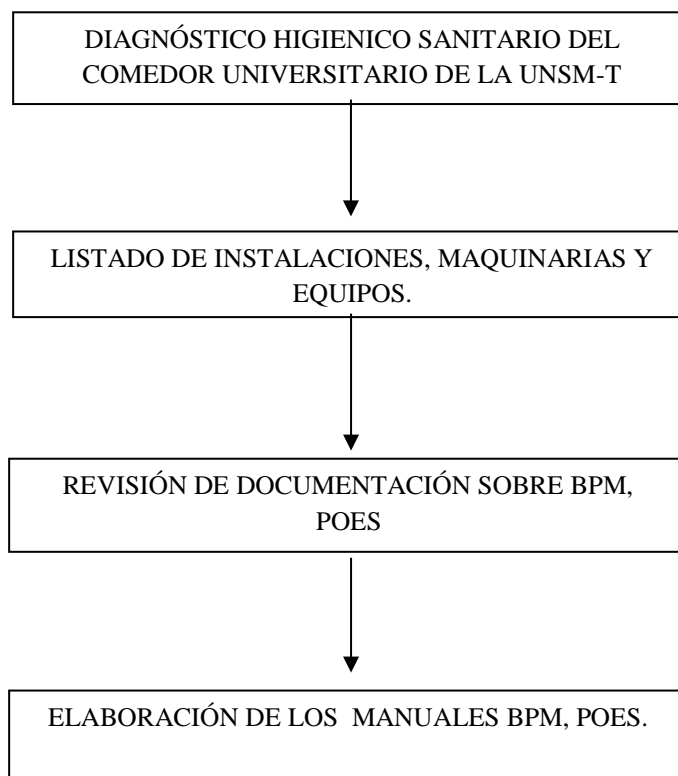 DIAGNÓSTICO HIGIENICO SANITARIO DEL
COMEDOR UNIVERSITARIO DE LA UNSM-T
LISTADO DE INSTALACIONES, MAQUINARIAS Y
EQUIPOS.
REVISIÓN DE DOCUMENTACIÓN SOBRE BPM,
POES
ELABORACIÓN DE LOS MANUALES BPM, POES.